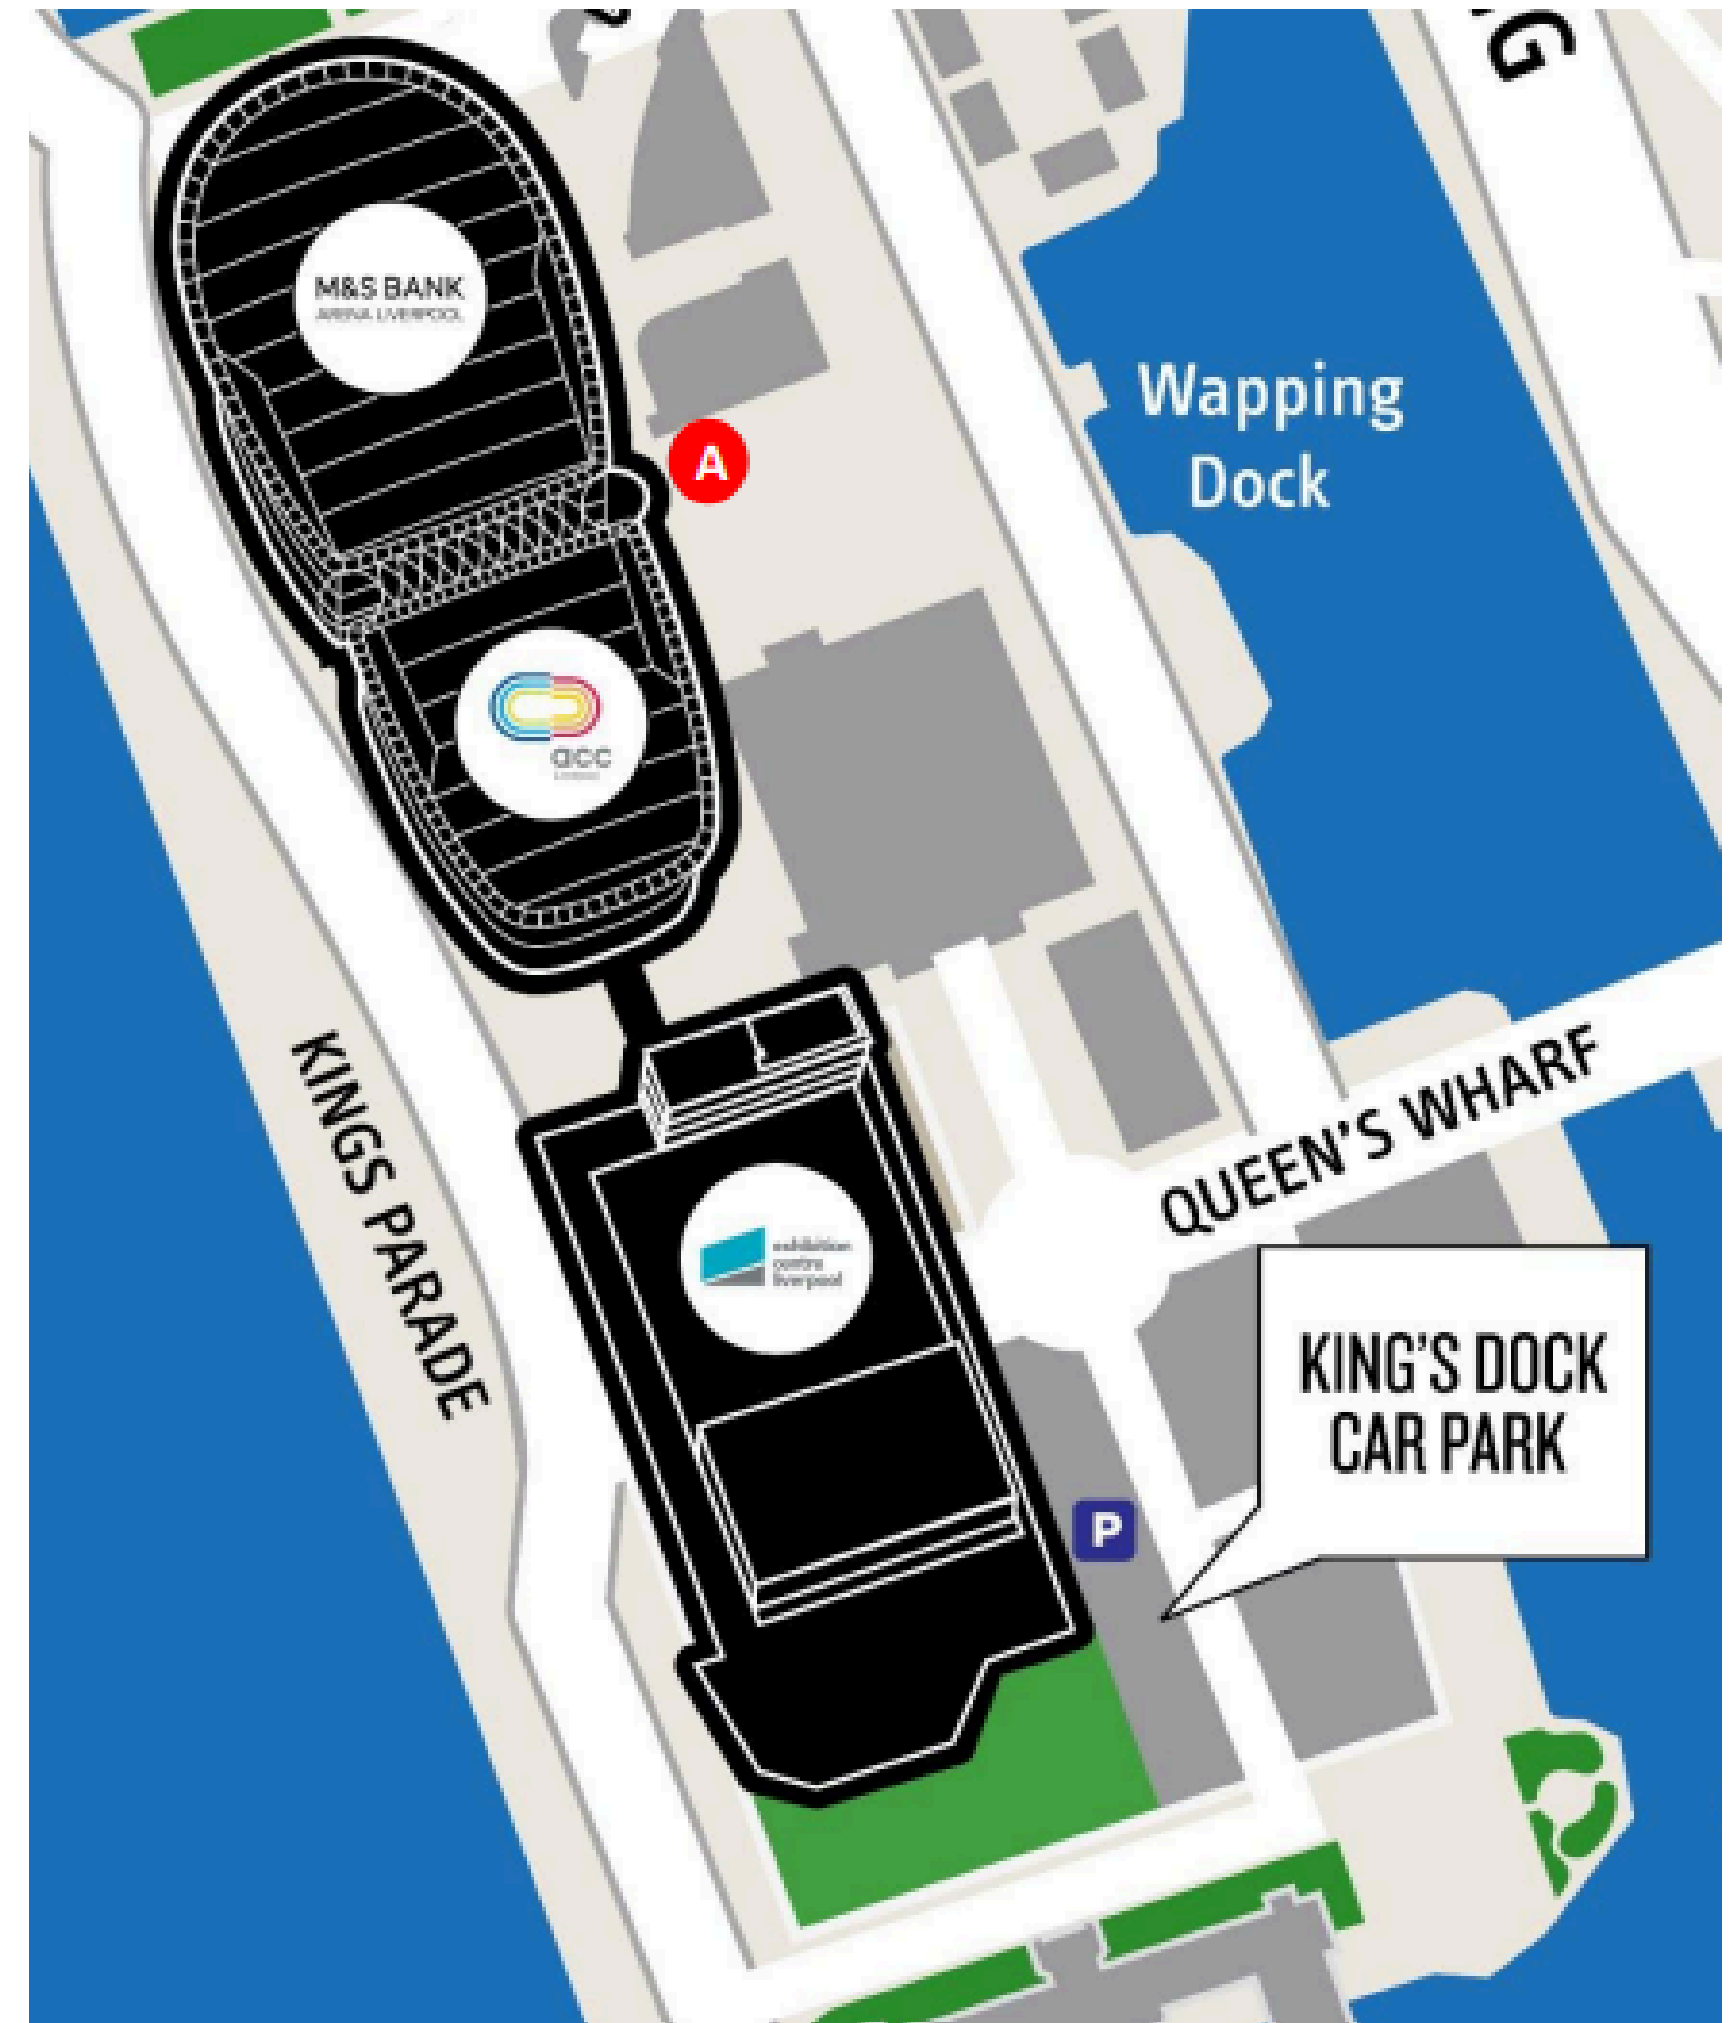 G
M&S BANK
ARENA LIVERPOOL
A
Wapping
Dock
acc
KINGS PARADE
QUEEN'S WHARF
exhibition
centre
liverpool
KING'S DOCK
CAR PARK
P